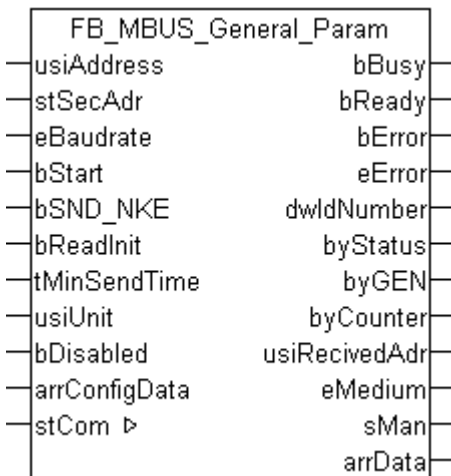 FB_MBUS_General_Param
usiAddress bBusy
stSecAdr bReady
eBaudrate bError
bStart eError
bSND_NKE dwIdNumber
bReadInit byStatus
tMinSendTime byGEN
usiUnit byCounter
bDisabled usiRecivedAdr
arrConfigData eMedium
stCom ▷ sMan
arrData